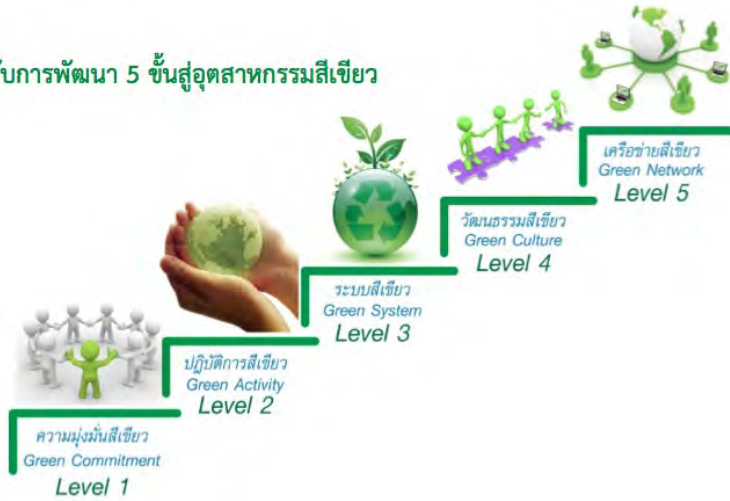 บการพัฒนา 5 ขั้นสู่อุตสาหกรรมสีเขียว
เครือข่ายสีเขียว
Green Network
Level 5
วัฒนธรรมสีเขียว
Green Culture
Level 4
ระบบสีเขียว
Green System
Level 3
ปฏิบัติการสีเขียว
Green Activity
Level 2
ความมุ่งมั่นสีเขียว
Green Commitment
Level 1